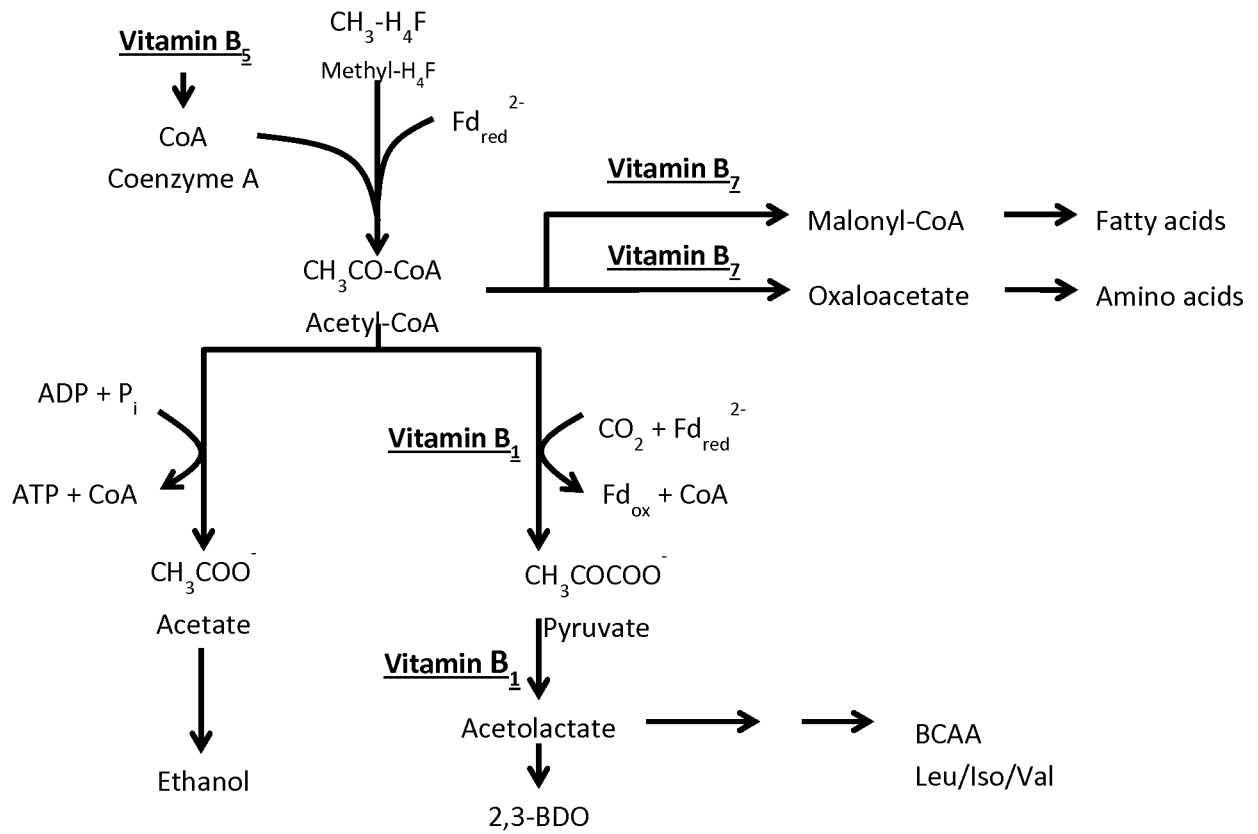 CH3-H4F
Vitamin B5
Methyl-H4F
Fdred2-
CoA
Coenzyme A
Vitamin B7
Malonyl-CoA
Fatty acids
Vitamin B7
CH3CO-CoA
Oxaloacetate
Amino acids
Acetyl-CoA
ADP + Pi
CO2 + Fdred2-
Vitamin B1
ATP + CoA
Fdox + CoA
CH3COO-
CH3COCOO-
Acetate
Pyruvate
Vitamin B1
Acetolactate
BCAA
Leu/Iso/Val
Ethanol
2,3-BDO